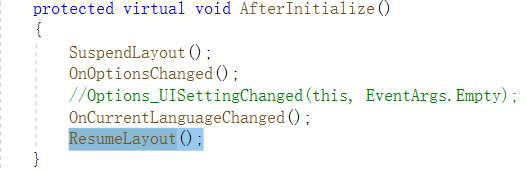 protected virtual void AfterInitialize()
{
SuspendLayout();
OnOptionsChanged();
//Options_UISettingChanged(this, EventArgs.Empty);
OnCurrentLanguageChanged();
ResumeLayout();
}